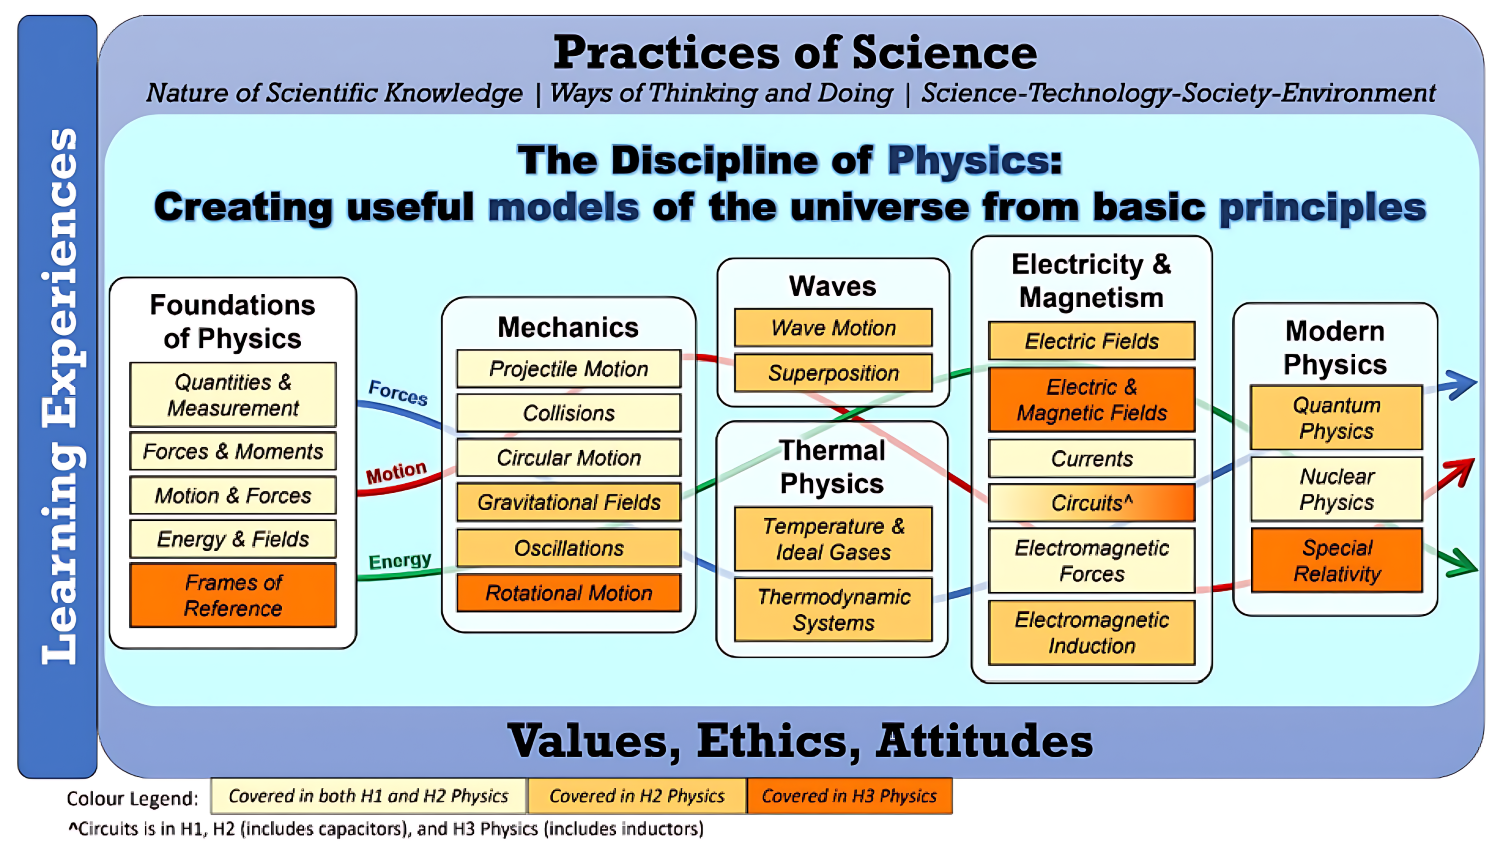 Learning Experiences
Practices of Science
Nature of Scientific Knowledge | Ways of Thinking and Doing | Science-Technology-Society-Environment
The Discipline of Physics:
Creating useful models of the universe from basic principles
Foundations
of Physics
Quantities &
Measurement
Forces & Moments
Motion & Forces
Energy & Fields
Frames of
Reference
Forces
Motion
Energy
Mechanics
Projectile Motion
Collisions
Circular Motion
Gravitational Fields
Oscillations
Rotational Motion
Waves
Wave Motion
Superposition
Thermal
Physics
Temperature &
Ideal Gases
Thermodynamic
Systems
Electricity &
Magnetism
Electric Fields
Electric &
Magnetic Fields
Currents
Circuits^
Electromagnetic
Forces
Electromagnetic
Induction
Modern
Physics
Quantum
Physics
Nuclear
Physics
Special
Relativity
Values, Ethics, Attitudes
Colour Legend:
Covered in both H1 and H2 Physics
Covered in H2 Physics
Covered in H3 Physics
^Circuits is in H1, H2 (includes capacitors), and H3 Physics (includes inductors)